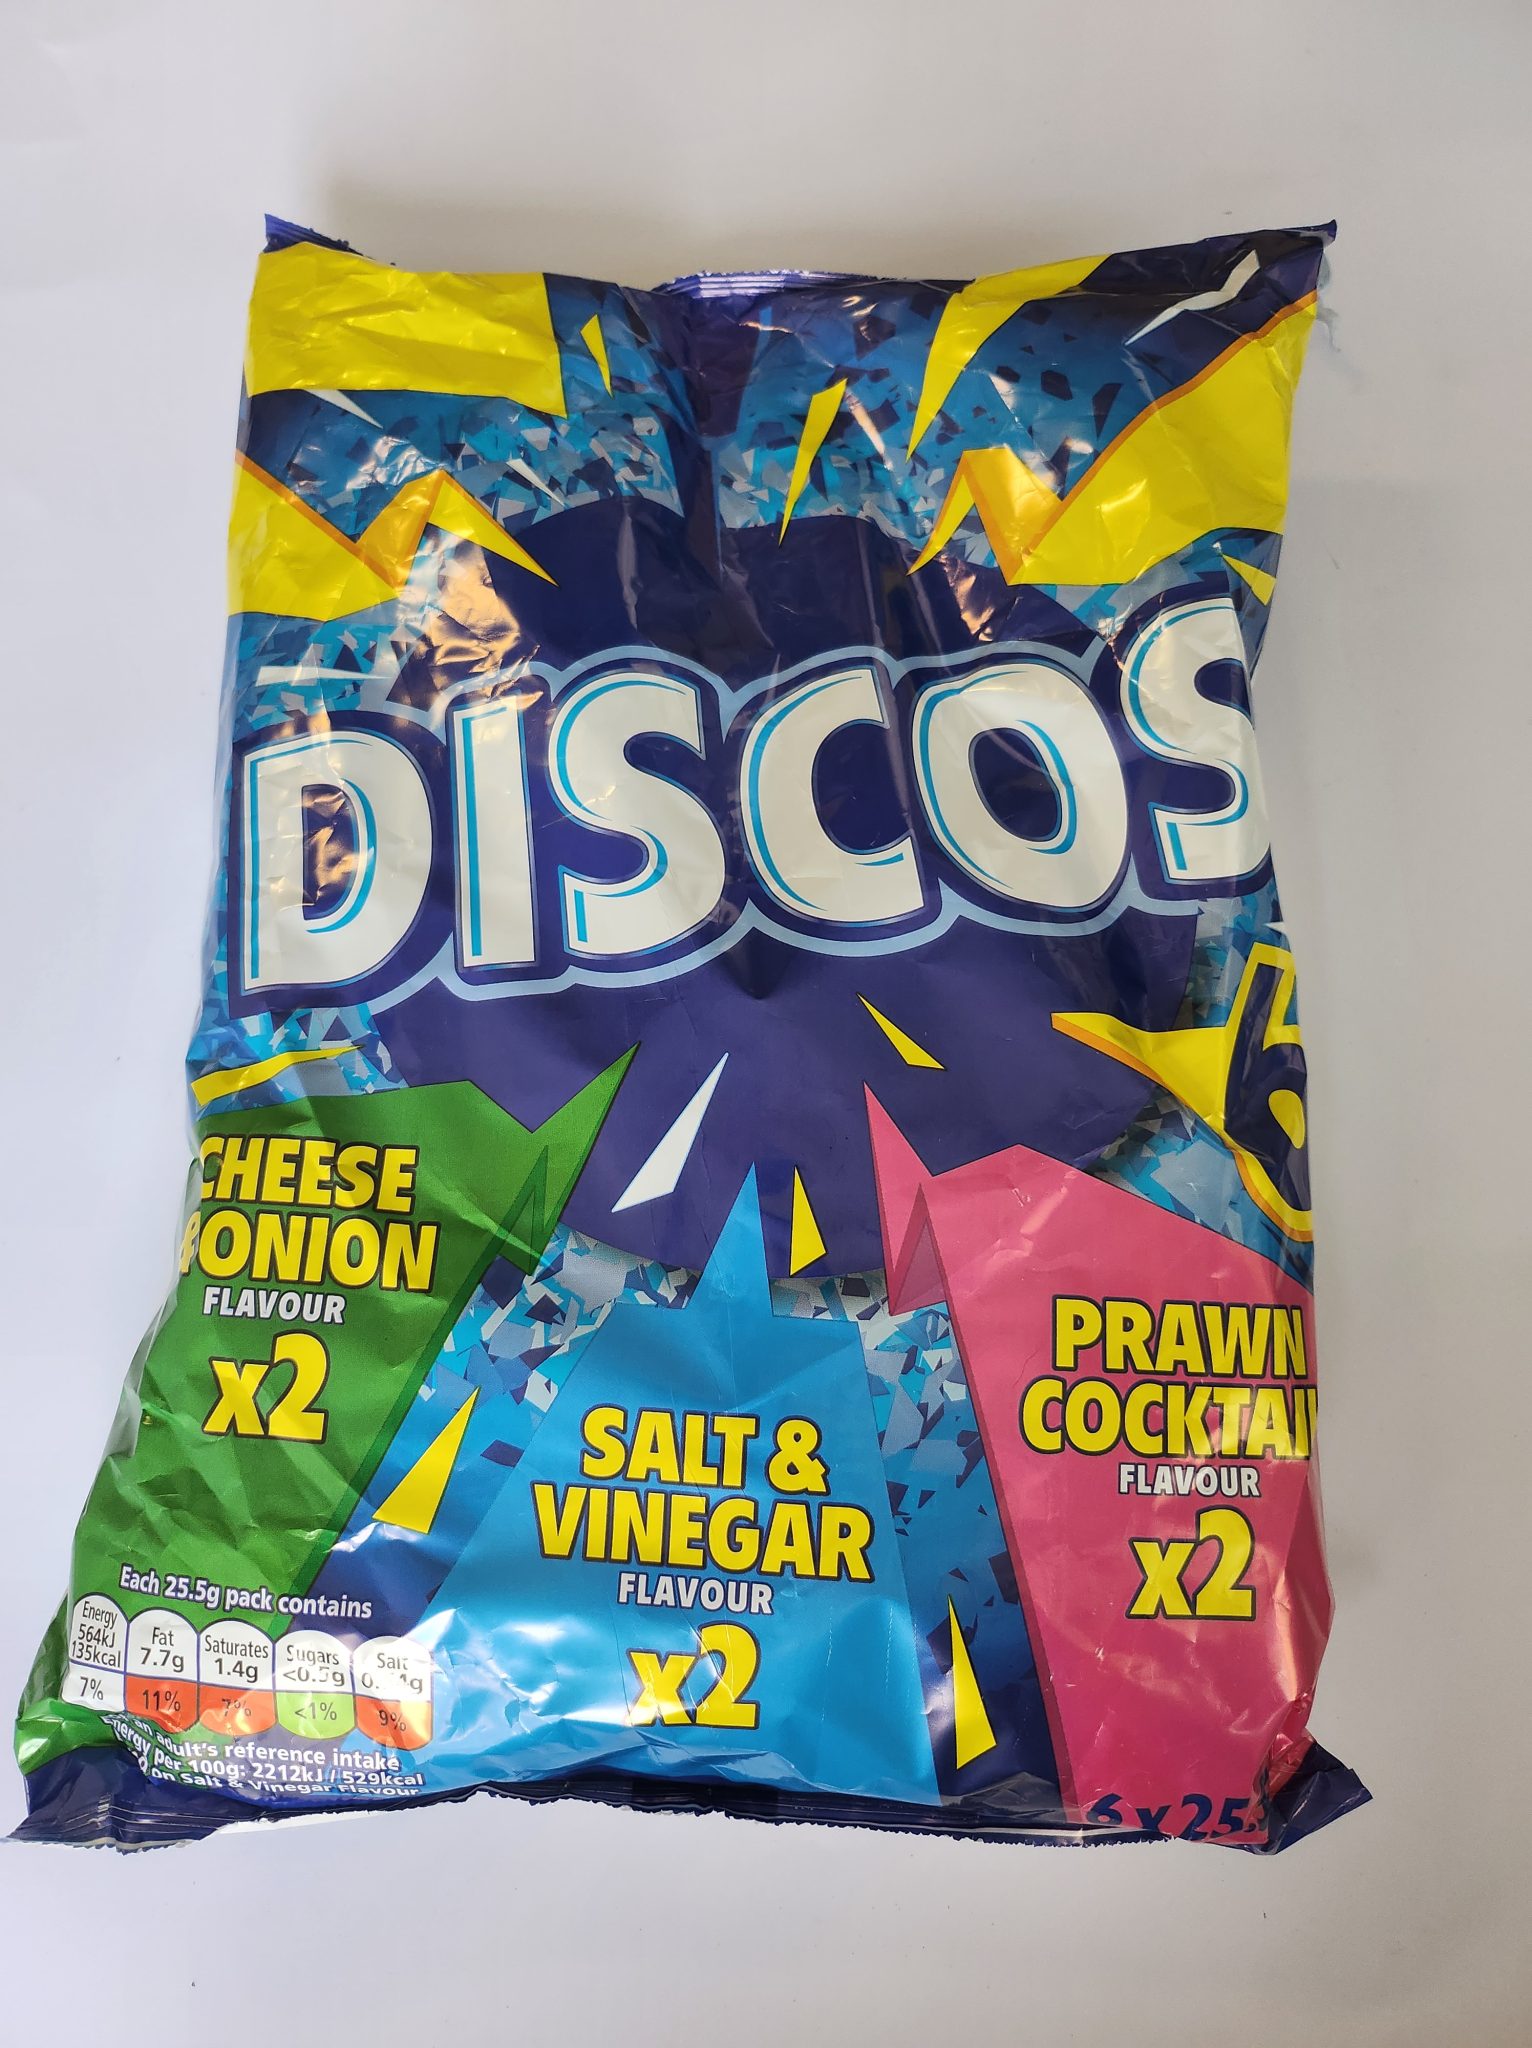 DISCOS
6
CHEESE
& ONION
FLAVOUR
x2
SALT &
VINEGAR
FLAVOUR
x2
PRAWN
COCKTAI
FLAVOUR
x2
Each 25.5g pack contains
Energy
564kJ
135kcal
7%
Fat
7.7g
11%
Saturates
1.4g
7%
Sugars
<0.5g
<1%
Salt
9%
an adult's reference intake
Energy per 100g: 2212kJ / 529kcal
on Salt & Vinegar Flavour
6 x 25.